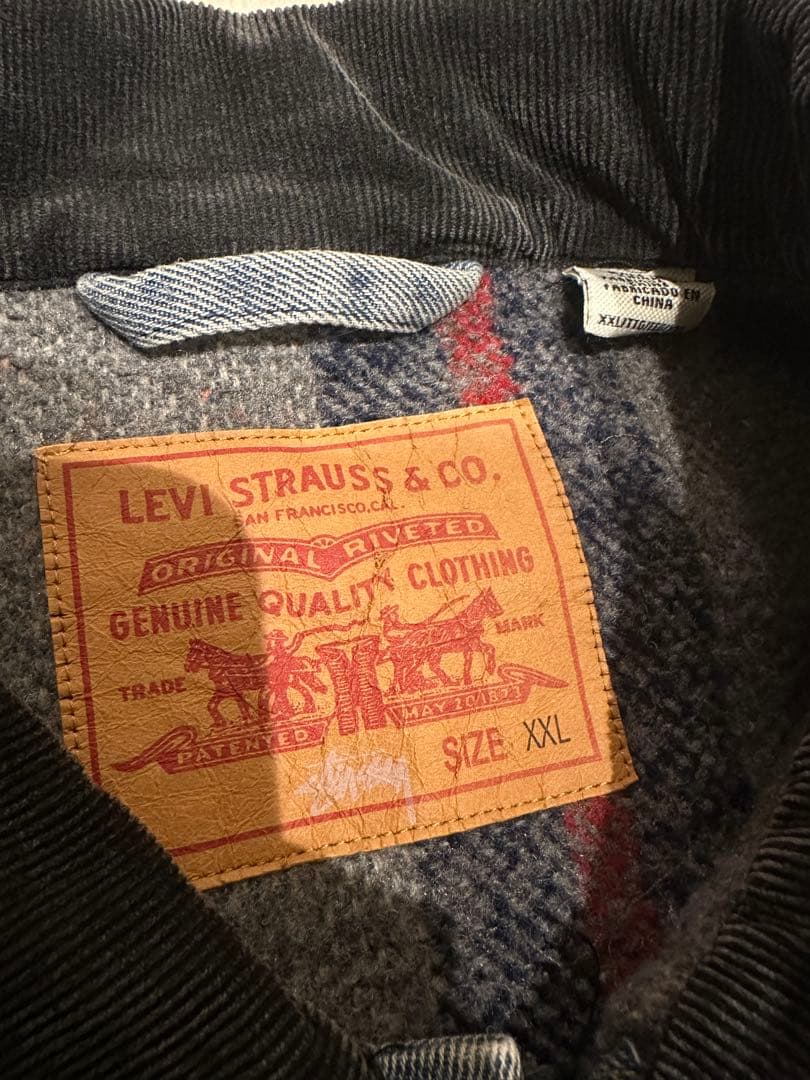 FABRICADO EN
CHINA
LEVI STRAUSS & CO.
SAN FRANCISCO, CAL.
ORIGINAL RIVETED
GENUINE QUALITY CLOTHING
TRADE MARK
PATENTED MAY 20 1873
Stüssy
SIZE XXL